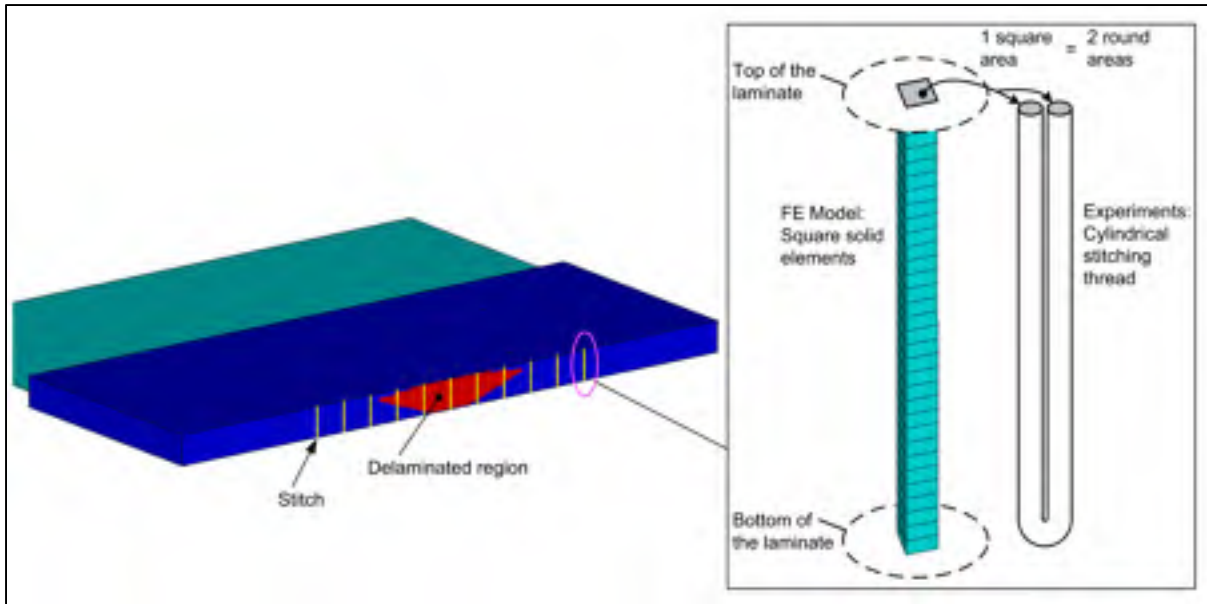 Delaminated region
Stitch
1 square = 2 round
area areas
Top of the
laminate
FE Model:
Square solid
elements
Experiments:
Cylindrical
stitching
thread
Bottom of
the laminate